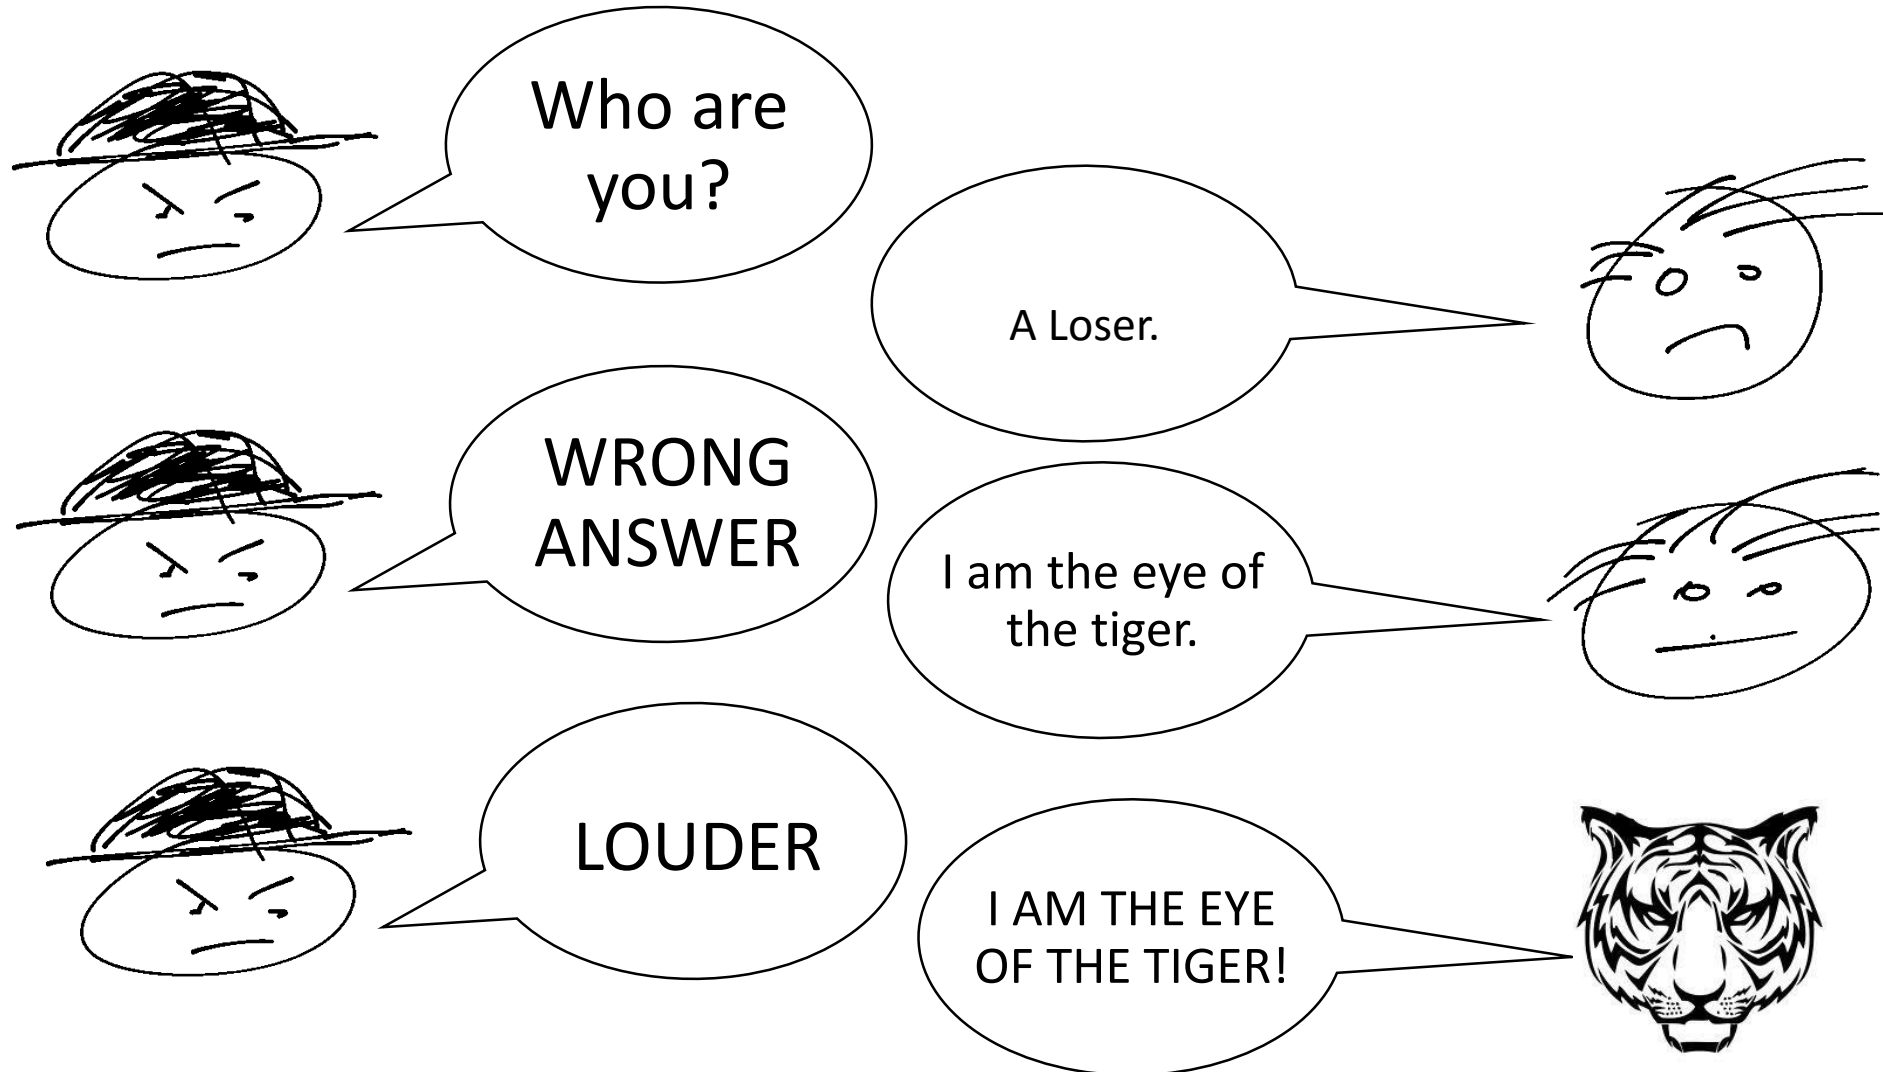 Who are
you?
A Loser.
WRONG
ANSWER
I am the eye of
the tiger.
LOUDER
I AM THE EYE
OF THE TIGER!